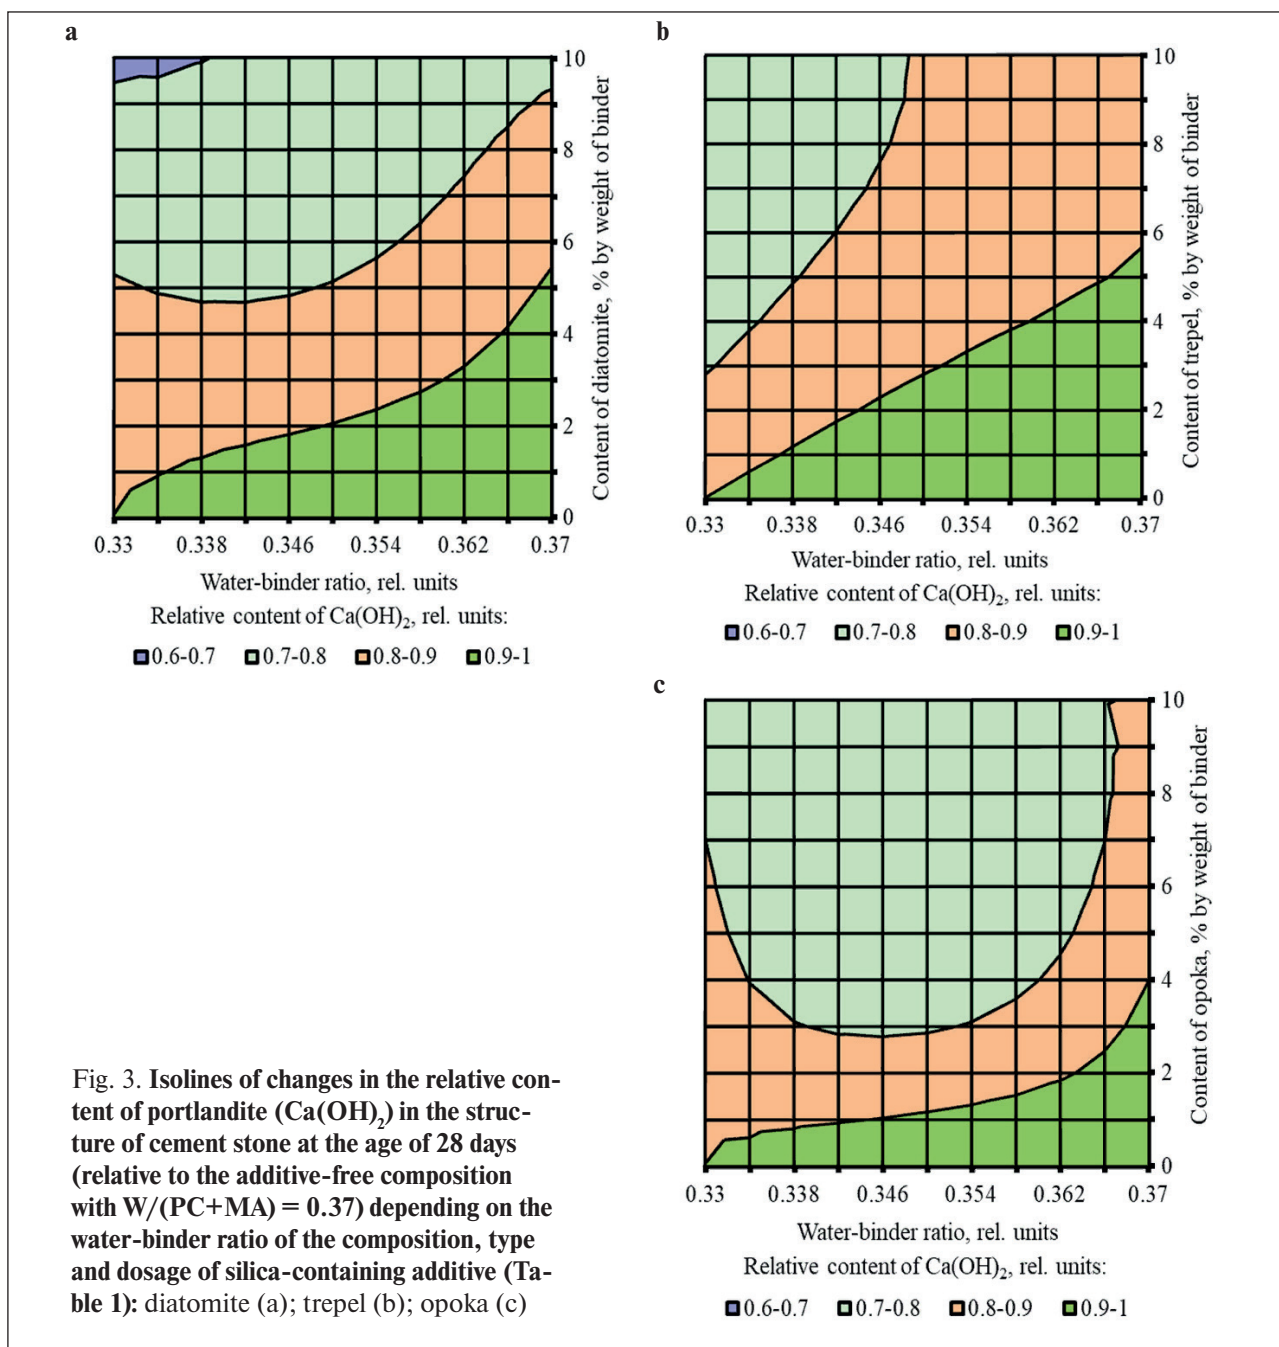 a
10
8
6
4
2
0
Content of diatomite, % by weight of binder
0.33 0.338 0.346 0.354 0.362 0.37
Water-binder ratio, rel. units
Relative content of Ca(OH)2, rel. units:
0.6-0.7 0.7-0.8 0.8-0.9 0.9-1
b
10
8
6
4
2
0
Content of trepel, % by weight of binder
0.33 0.338 0.346 0.354 0.362 0.37
Water-binder ratio, rel. units
Relative content of Ca(OH)2, rel. units:
0.6-0.7 0.7-0.8 0.8-0.9 0.9-1
c
10
8
6
4
2
0
Content of opoka, % by weight of binder
0.33 0.338 0.346 0.354 0.362 0.37
Water-binder ratio, rel. units
Relative content of Ca(OH)2, rel. units:
0.6-0.7 0.7-0.8 0.8-0.9 0.9-1
Fig. 3. Isolines of changes in the relative con-
tent of portlandite (Ca(OH)2) in the struc-
ture of cement stone at the age of 28 days
(relative to the additive-free composition
with W/(PC+MA) = 0.37) depending on the
water-binder ratio of the composition, type
and dosage of silica-containing additive (Ta-
ble 1): diatomite (a); trepel (b); opoka (c)